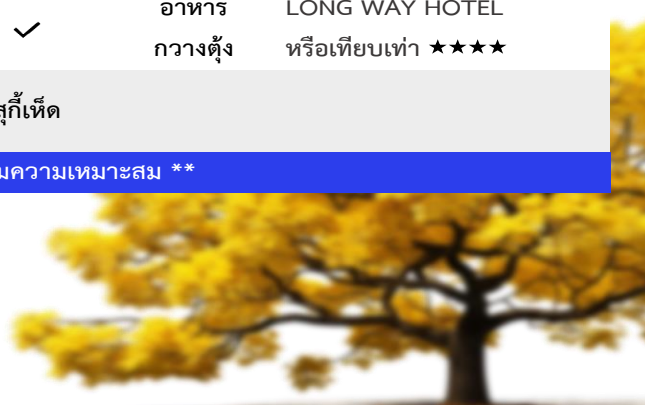 อาหาร LONG WAY HOTEL
✓ กวางตุ้ง หรือเทียบเท่า ★★★★
สุกี้เห็ด
มความเหมาะสม **